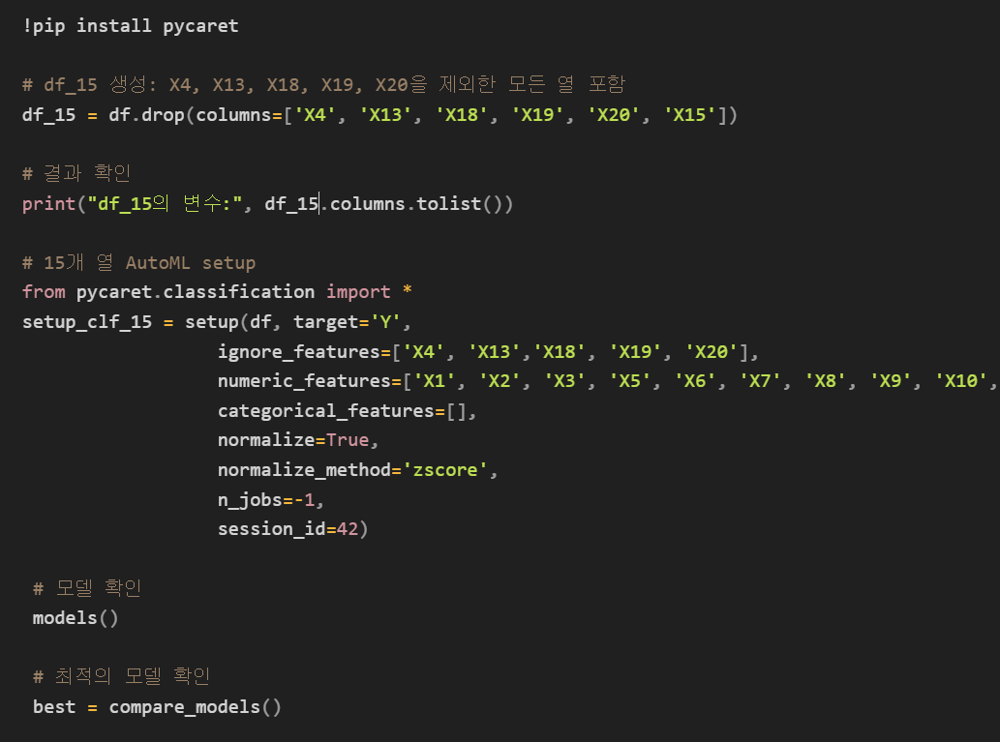 !pip install pycaret
# df_15 생성: X4, X13, X18, X19, X20을 제외한 모든 열 포함
df_15 = df.drop(columns=['X4', 'X13', 'X18', 'X19', 'X20', 'X15'])
# 결과 확인
print("df_15의 변수:", df_15.columns.tolist())
# 15개 열 AutoML setup
from pycaret.classification import *
setup_clf_15 = setup(df, target='Y',
ignore_features=['X4', 'X13','X18', 'X19', 'X20'],
numeric_features=['X1', 'X2', 'X3', 'X5', 'X6', 'X7', 'X8', 'X9', 'X10',
categorical_features=[],
normalize=True,
normalize_method='zscore',
n_jobs=-1,
session_id=42)
# 모델 확인
models()
# 최적의 모델 확인
best = compare_models()